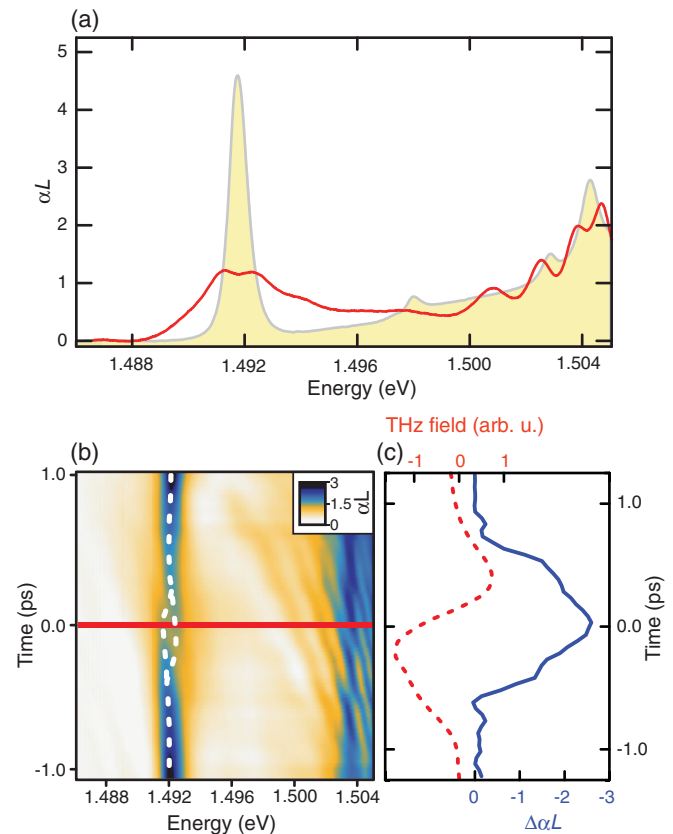 (a)
5
4
3
2
1
0
αL
1.488 1.492 1.496 1.500 1.504
Energy (eV)
THz field (arb. u.)
(b) (c)
-1 0 1
1.0
0.0
-1.0
Time (ps)
3
1.5
0
αL
1.488 1.492 1.496 1.500 1.504
Energy (eV)
1.0
0.0
-1.0
Time (ps)
0 -1 -2 -3
ΔαL